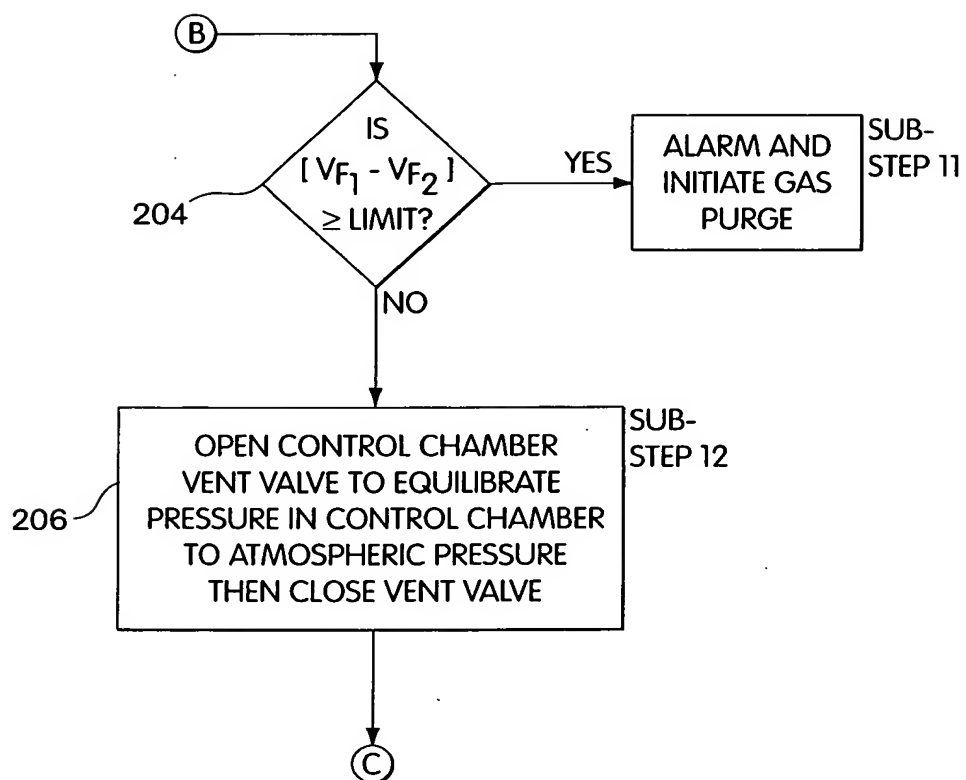 B
IS
[ VF1 - VF2 ]
≥ LIMIT?
204
YES
ALARM AND
INITIATE GAS
PURGE
SUB-
STEP 11
NO
OPEN CONTROL CHAMBER
VENT VALVE TO EQUILIBRATE
PRESSURE IN CONTROL CHAMBER
TO ATMOSPHERIC PRESSURE
THEN CLOSE VENT VALVE
SUB-
STEP 12
206
C